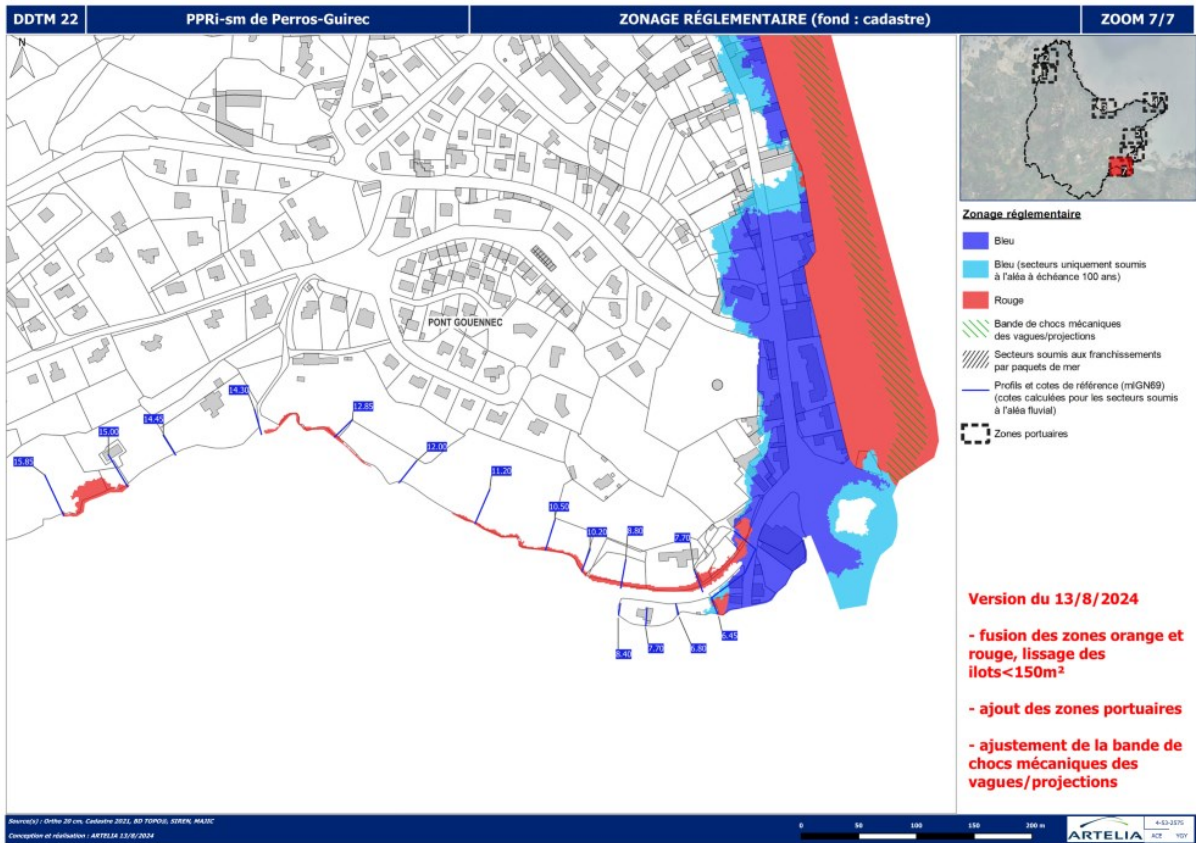 DDTM 22
PPRi-sm de Perros-Guirec
ZONAGE RÉGLEMENTAIRE (fond : cadastre)
ZOOM 7/7
N
PONT GOUENNEC
14.30
12.85
14.45
15.00
12.00
15.85
11.20
10.50
10.20
8.80
7.70
8.40
7.70
6.80
6.45
7
Zonage réglementaire
Bleu
Bleu (secteurs uniquement soumis
à l'aléa à échéance 100 ans)
Rouge
Bande de chocs mécaniques
des vagues/projections
Secteurs soumis aux franchissements
par paquets de mer
Profils et cotes de référence (mIGN69)
(cotes calculées pour les secteurs soumis
à l'aléa fluvial)
Zones portuaires
Version du 13/8/2024
- fusion des zones orange et
rouge, lissage des
ilots<150m²
- ajout des zones portuaires
- ajustement de la bande de
chocs mécaniques des
vagues/projections
Source(s) : Ortho 20 cm, Cadastre 2021, BD TOPO®, SIREN, MAJIC
Conception et réalisation : ARTELIA 13/8/2024
0 50 100 150 200 m
ARTELIA
4-53-2575
ACE YGY